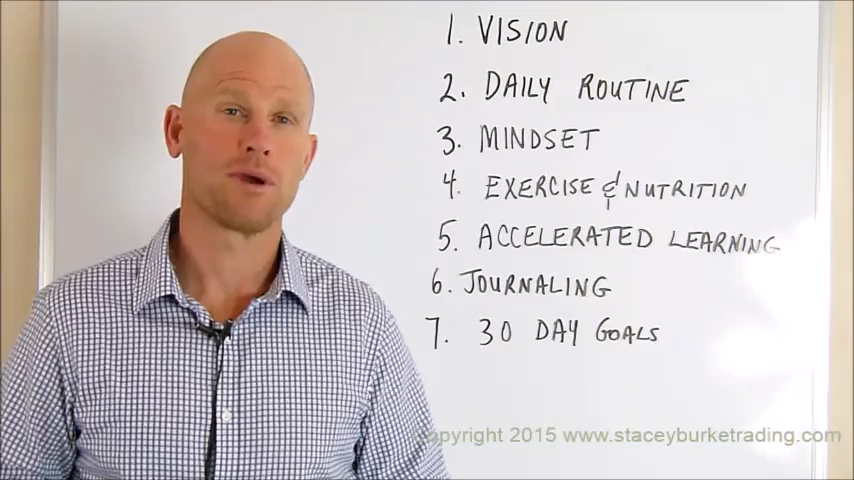 1. VISION
2. DAILY ROUTINE
3. MINDSET
4. EXERCISE & NUTRITION
5. ACCELERATED LEARNING
6. JOURNALING
7. 30 DAY GOALS
Copyright 2015 www.staceyburketrading.com